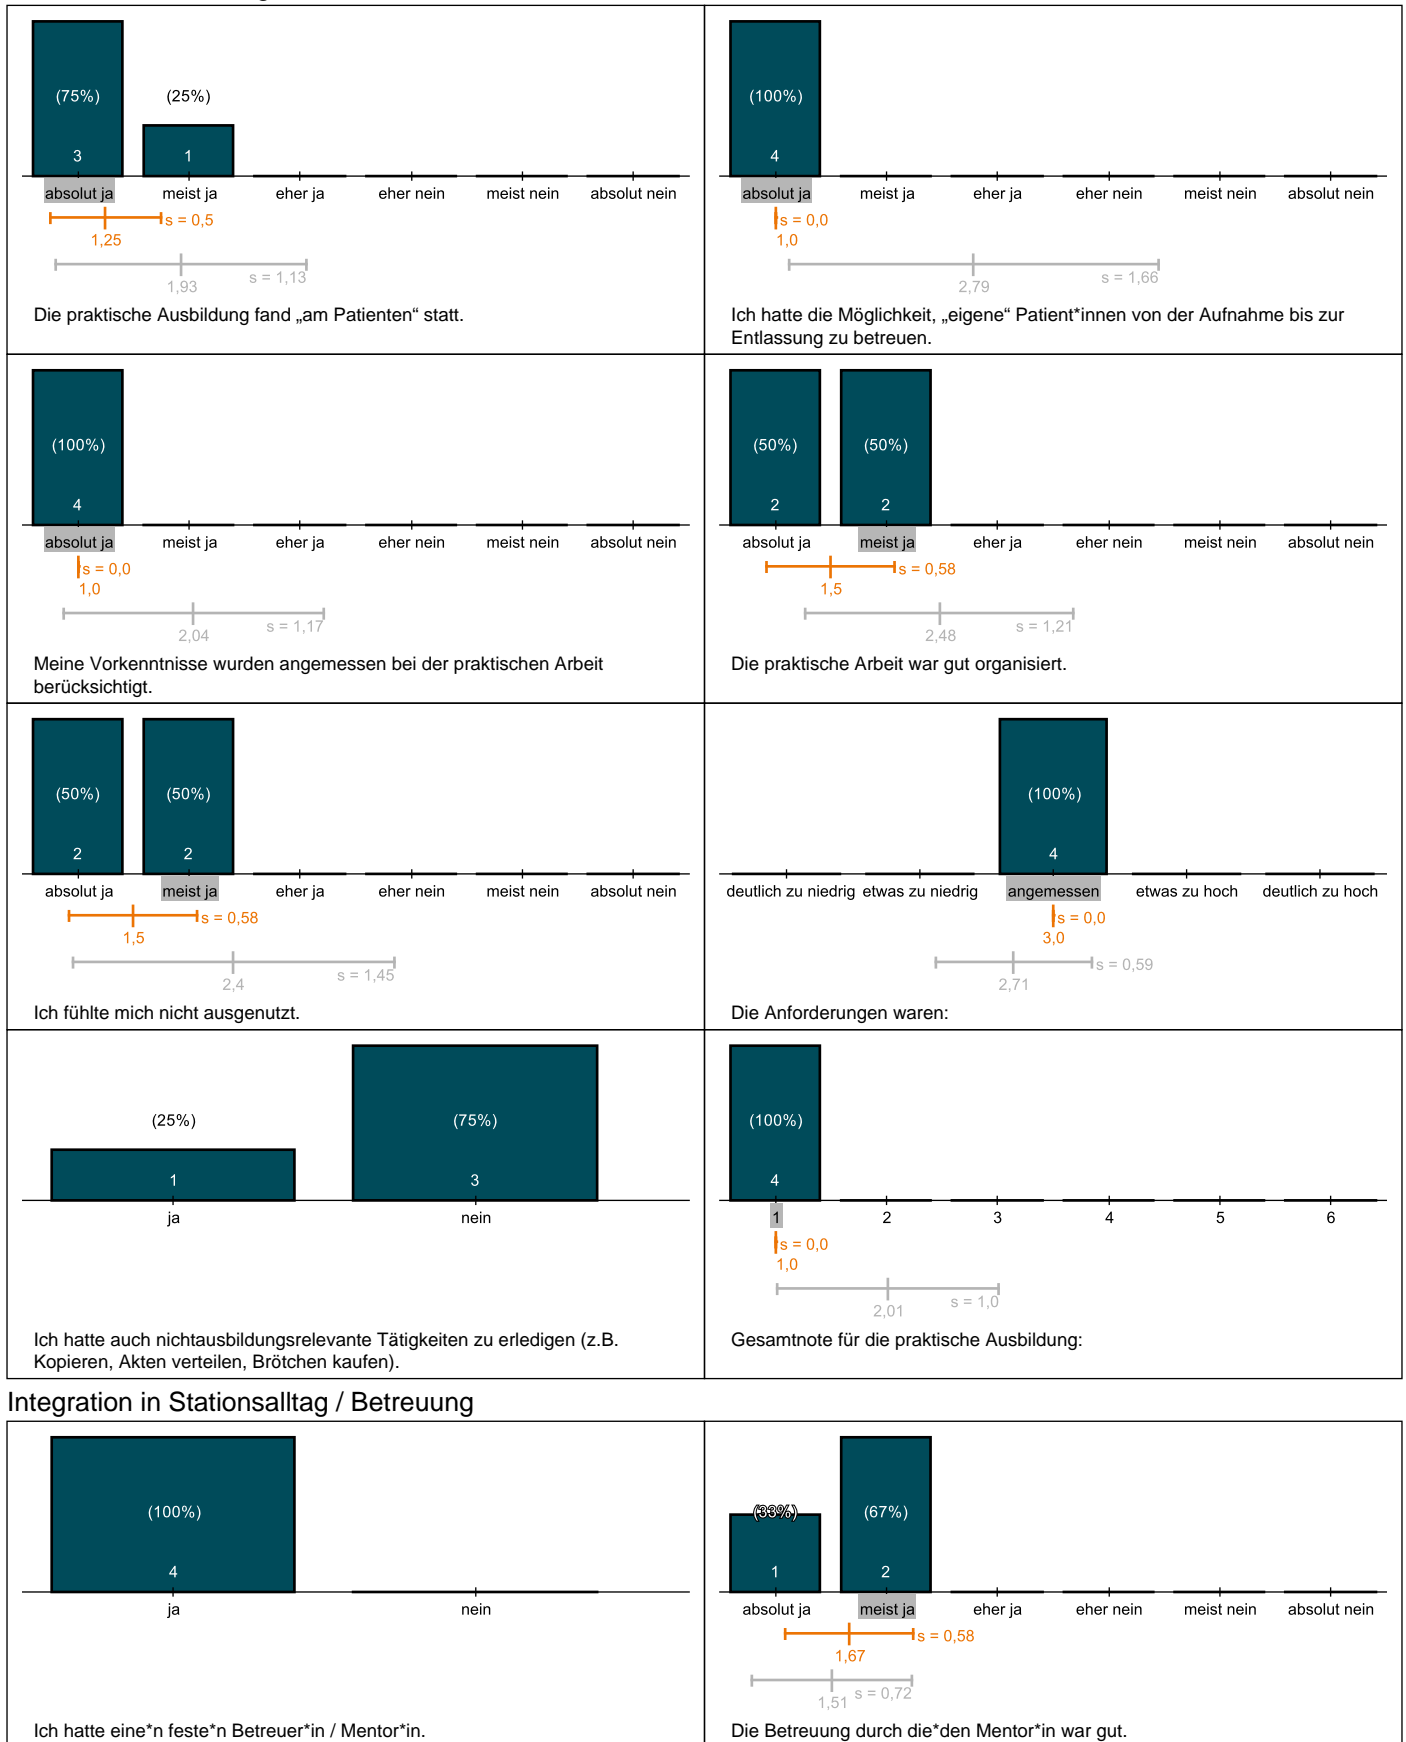 (75%)
(25%)
3
1
absolut ja
meist ja
eher ja
eher nein
meist nein
absolut nein
s = 0,5
1,25
s = 1,13
1,93
Die praktische Ausbildung fand „am Patienten“ statt.
(100%)
4
absolut ja
meist ja
eher ja
eher nein
meist nein
absolut nein
s = 0,0
1,0
s = 1,66
2,79
Ich hatte die Möglichkeit, „eigene“ Patient*innen von der Aufnahme bis zur
Entlassung zu betreuen.
(100%)
4
absolut ja
meist ja
eher ja
eher nein
meist nein
absolut nein
s = 0,0
1,0
s = 1,17
2,04
Meine Vorkenntnisse wurden angemessen bei der praktischen Arbeit
berücksichtigt.
(50%)
(50%)
2
2
absolut ja
meist ja
eher ja
eher nein
meist nein
absolut nein
s = 0,58
1,5
s = 1,21
2,48
Die praktische Arbeit war gut organisiert.
(50%)
(50%)
2
2
absolut ja
meist ja
eher ja
eher nein
meist nein
absolut nein
s = 0,58
1,5
s = 1,45
2,4
Ich fühlte mich nicht ausgenutzt.
(100%)
4
deutlich zu niedrig
etwas zu niedrig
angemessen
etwas zu hoch
deutlich zu hoch
s = 0,0
3,0
s = 0,59
2,71
Die Anforderungen waren:
(25%)
(75%)
1
3
ja
nein
Ich hatte auch nichtausbildungsrelevante Tätigkeiten zu erledigen (z.B.
Kopieren, Akten verteilen, Brötchen kaufen).
(100%)
4
1
2
3
4
5
6
s = 0,0
1,0
s = 1,0
2,01
Gesamtnote für die praktische Ausbildung:
Integration in Stationsalltag / Betreuung
(100%)
4
ja
nein
Ich hatte eine*n feste*n Betreuer*in / Mentor*in.
(33%)
(67%)
1
2
absolut ja
meist ja
eher ja
eher nein
meist nein
absolut nein
s = 0,58
1,67
s = 0,72
1,51
Die Betreuung durch die*den Mentor*in war gut.